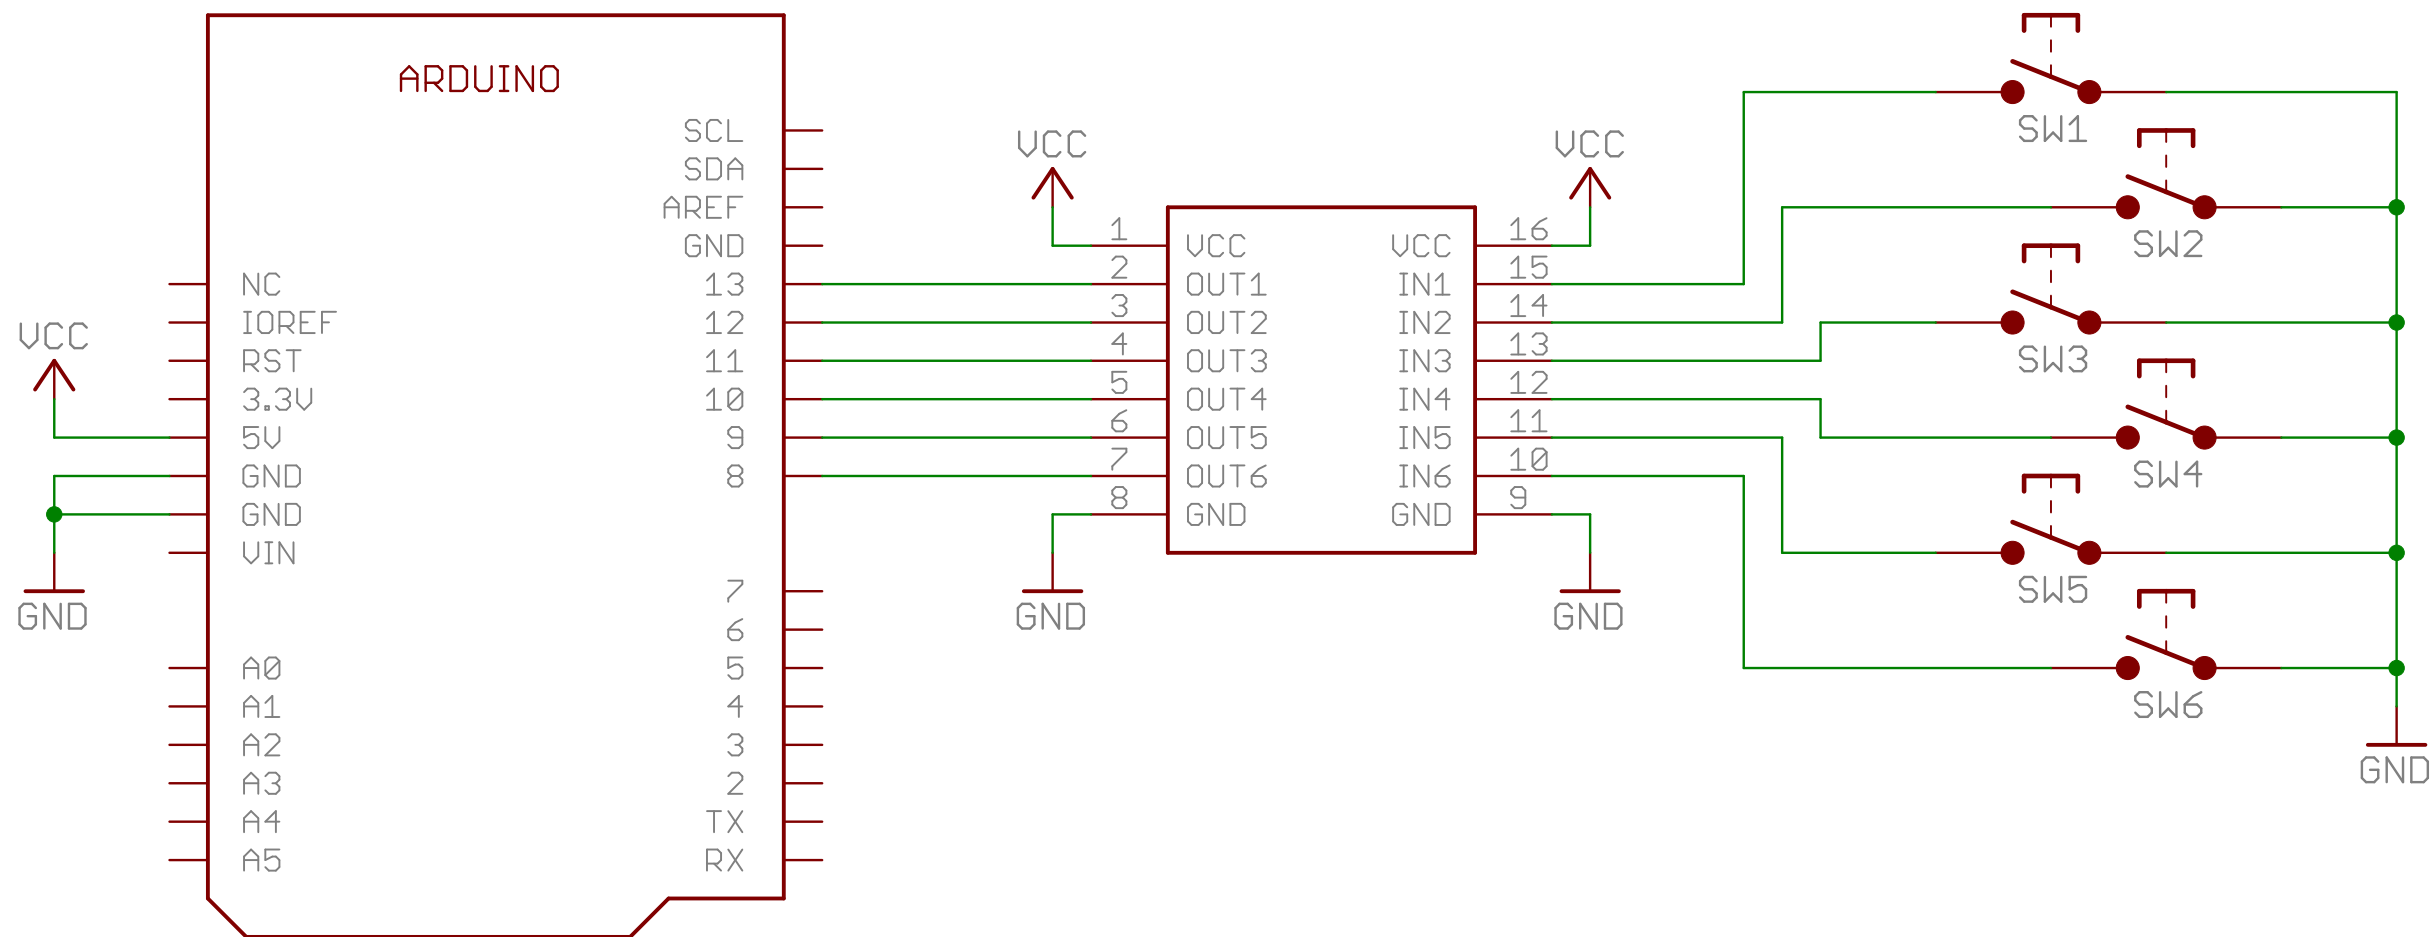 ARDUINO
SCL
SDA
AREF
GND
13
12
11
10
9
8
7
6
5
4
3
2
TX
RX
NC
IOREF
RST
3.3V
5V
GND
GND
VIN
A0
A1
A2
A3
A4
A5
VCC
GND
VCC
GND
1 VCC
2 OUT1
3 OUT2
4 OUT3
5 OUT4
6 OUT5
7 OUT6
8 GND
VCC 16
IN1 15
IN2 14
IN3 13
IN4 12
IN5 11
IN6 10
GND 9
VCC
GND
SW1
SW2
SW3
SW4
SW5
SW6
GND